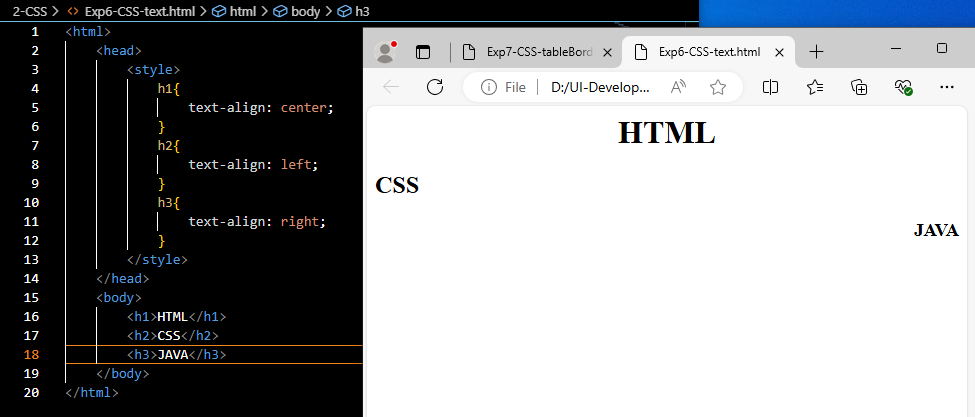 2-CSS > <> Exp6-CSS-text.html > html > body > h3
1 <html>
2 <head>
3 <style>
4 h1{
5 text-align: center;
6 }
7 h2{
8 text-align: left;
9 }
10 h3{
11 text-align: right;
12 }
13 </style>
14 </head>
15 <body>
16 <h1>HTML</h1>
17 <h2>CSS</h2>
18 <h3>JAVA</h3>
19 </body>
20 </html>
Exp7-CSS-tableBord
Exp6-CSS-text.html
File
D:/UI-Develop...
HTML
CSS
JAVA